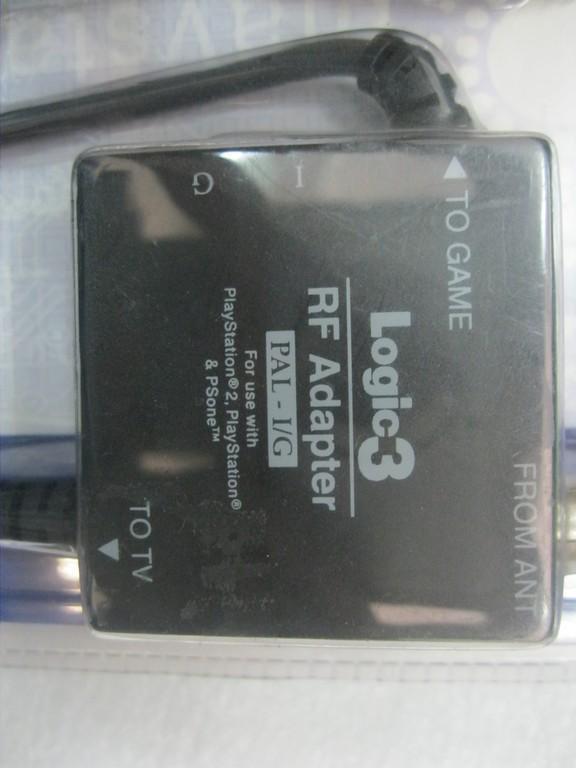 TO GAME
FROM ANT
Logic3
RF Adapter
PAL - I/G
For use with
PlayStation®2, PlayStation®
& PSone™
I
G
TO TV